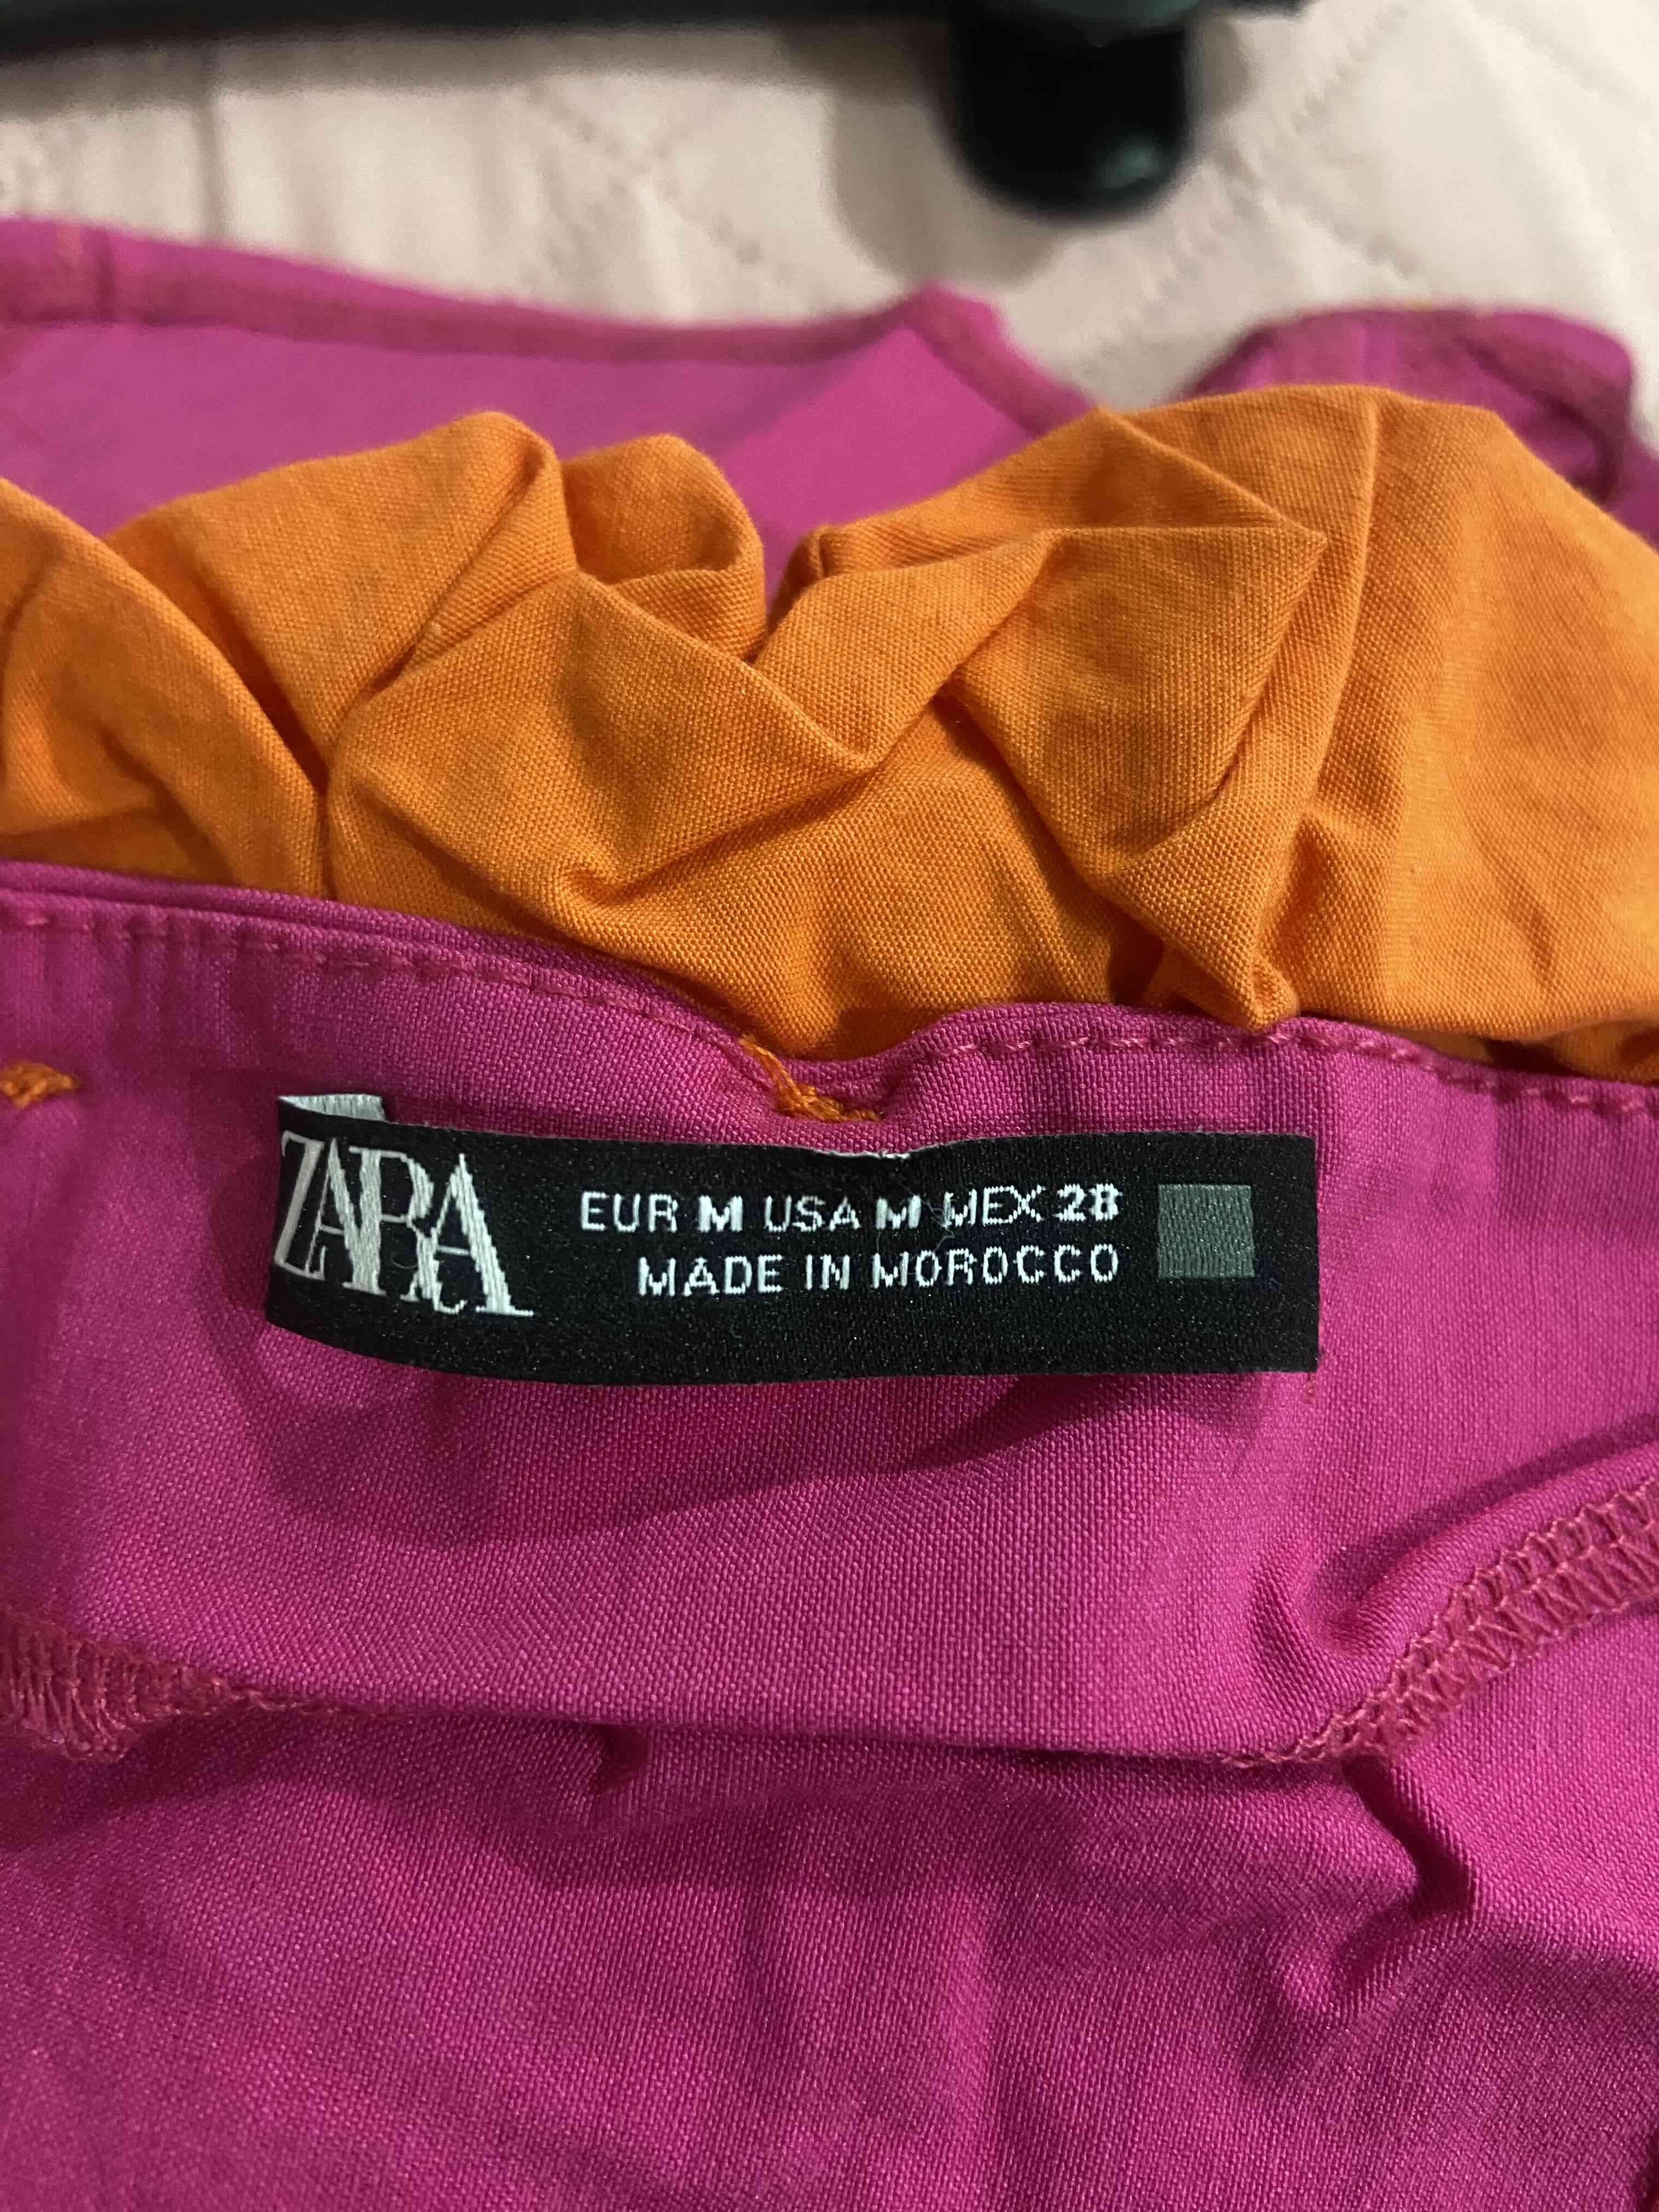 ZARA
EUR M USA M MEX 28
MADE IN MOROCCO